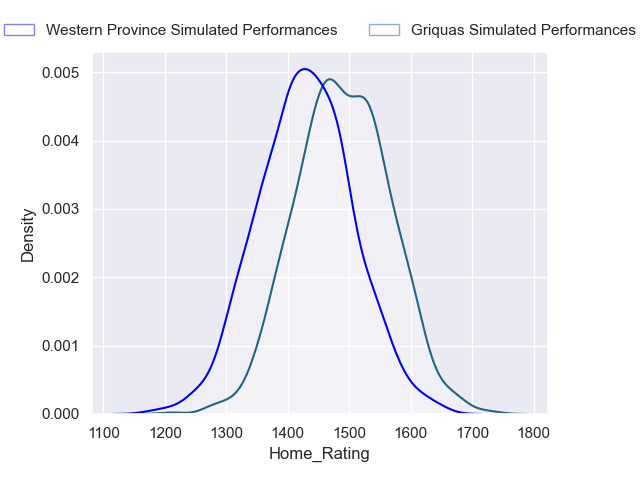 Western Province Simulated Performances
Griquas Simulated Performances
0.005
0.004
0.003
0.002
0.001
0.000
Density
1100 1200 1300 1400 1500 1600 1700 1800
Home_Rating